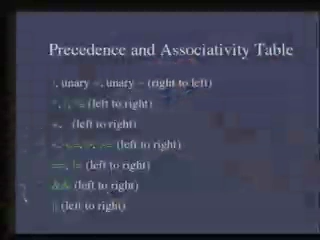 Precedence and Associativity Table
!, unary +, unary − (right to left)
*, /, % (left to right)
+, - (left to right)
<, <=, >, >= (left to right)
==, != (left to right)
&& (left to right)
|| (left to right)